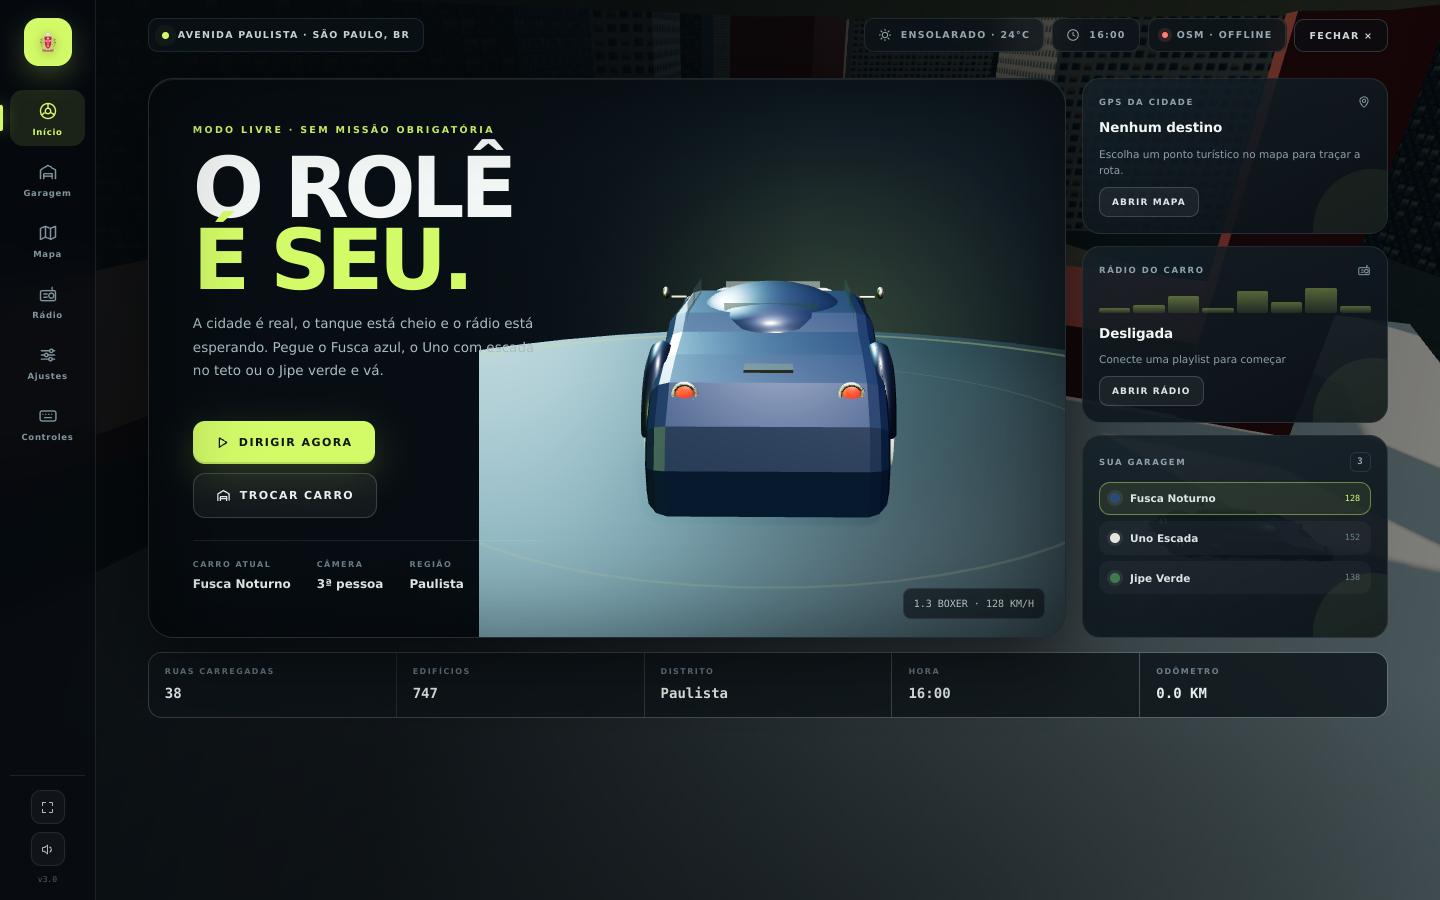 AVENIDA PAULISTA · SÃO PAULO, BR
ENSOLARADO · 24°C
16:00
OSM · OFFLINE
FECHAR ×
Início
Garagem
Mapa
Rádio
Ajustes
Controles
v3.0
MODO LIVRE · SEM MISSÃO OBRIGATÓRIA
O ROLÊ
É SEU.
A cidade é real, o tanque está cheio e o rádio está
esperando. Pegue o Fusca azul, o Uno com escada
no teto ou o Jipe verde e vá.
DIRIGIR AGORA
TROCAR CARRO
CARRO ATUAL
Fusca Noturno
CÂMERA
3ª pessoa
REGIÃO
Paulista
1.3 BOXER · 128 KM/H
GPS DA CIDADE
Nenhum destino
Escolha um ponto turístico no mapa para traçar a
rota.
ABRIR MAPA
RÁDIO DO CARRO
Desligada
Conecte uma playlist para começar
ABRIR RÁDIO
SUA GARAGEM
3
Fusca Noturno
128
Uno Escada
152
Jipe Verde
138
RUAS CARREGADAS
38
EDIFÍCIOS
747
DISTRITO
Paulista
HORA
16:00
ODÔMETRO
0.0 KM